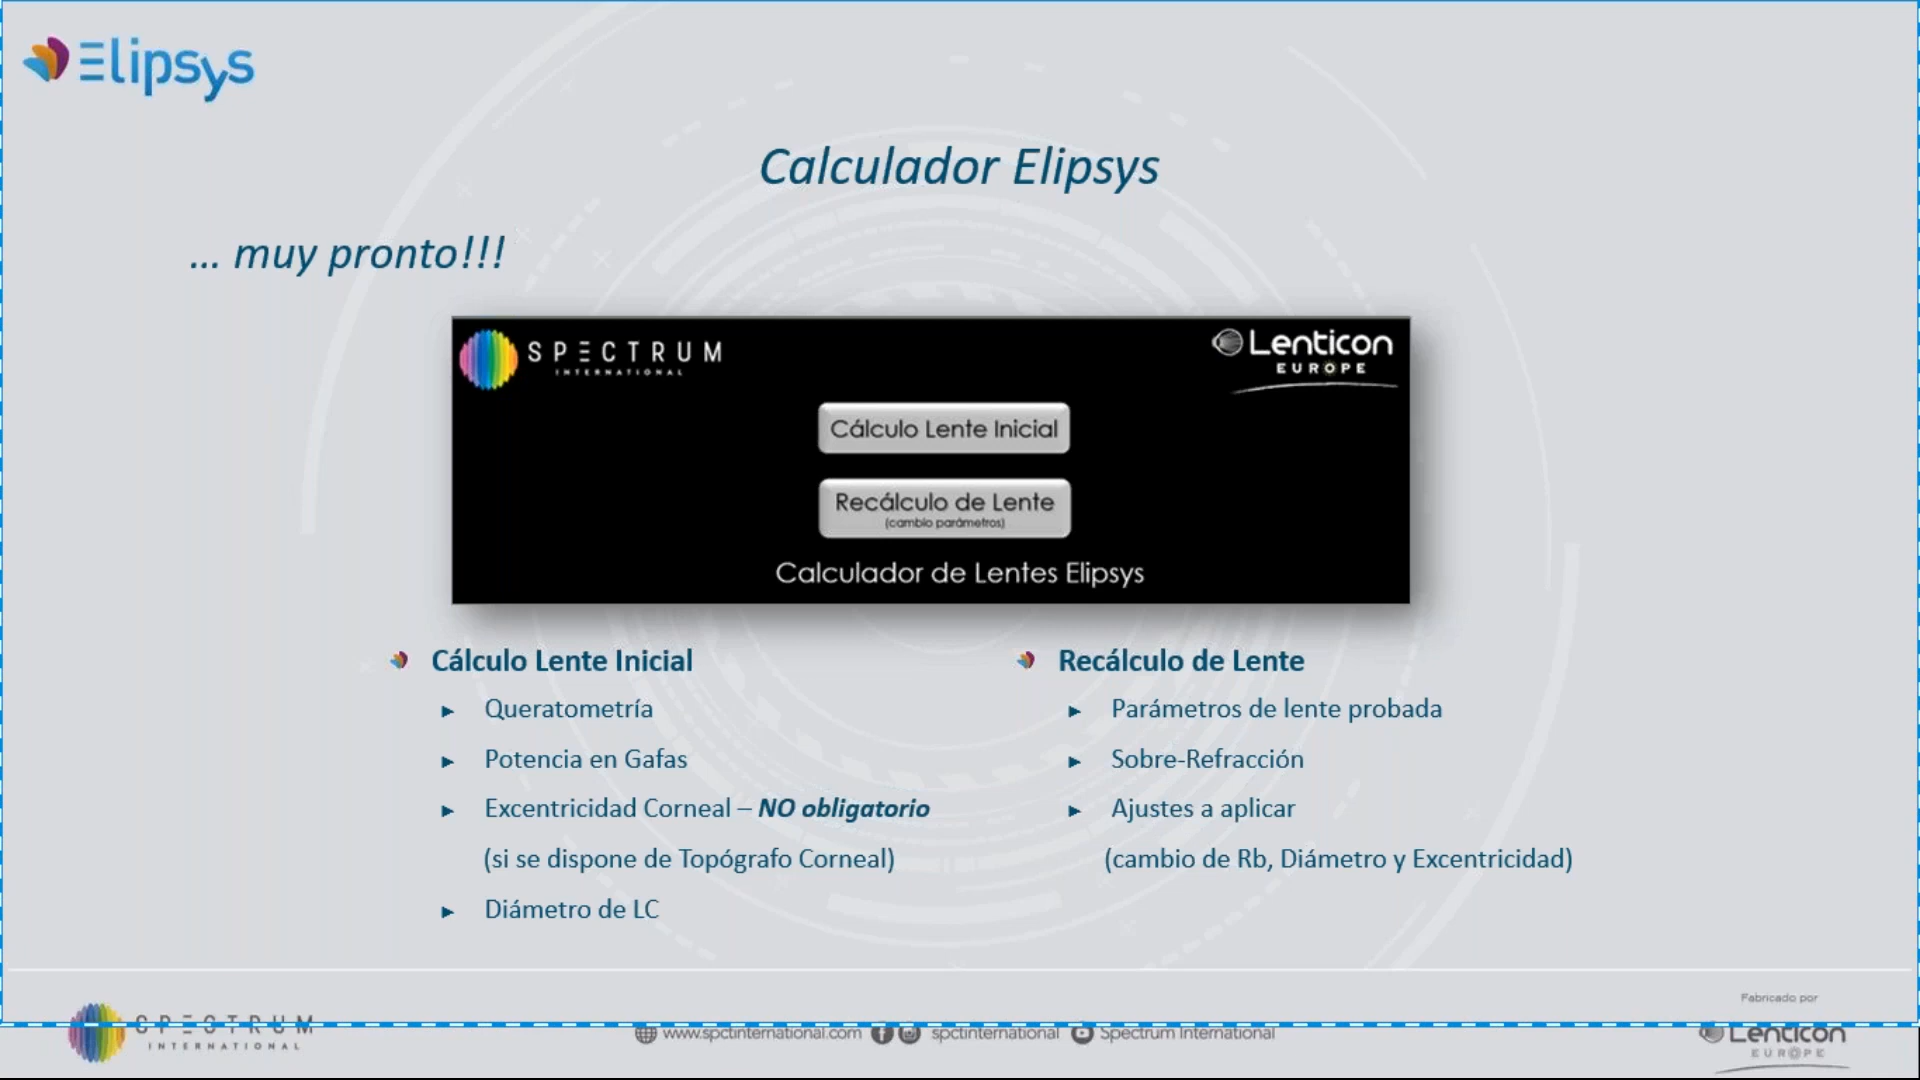 Elipsys
Calculador Elipsys
... muy pronto!!!
SPECTRUM
INTERNATIONAL
Lenticon
EUROPE
Cálculo Lente Inicial
Recálculo de Lente
(cambio parámetros)
Calculador de Lentes Elipsys
Cálculo Lente Inicial
Queratometría
Potencia en Gafas
Excentricidad Corneal – NO obligatorio
(si se dispone de Topógrafo Corneal)
Diámetro de LC
Recálculo de Lente
Parámetros de lente probada
Sobre-Refracción
Ajustes a aplicar
(cambio de Rb, Diámetro y Excentricidad)
Fabricado por
SPECTRUM
INTERNATIONAL
www.spctinternational.com spctinternational Spectrum International
Lenticon
EUROPE